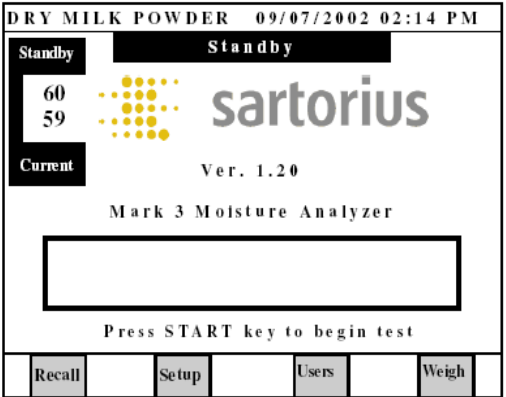 DRY MILK POWDER 09/07/2002 02:14 PM
Standby
Standby
60
59
Current
sartorius
Ver. 1.20
Mark 3 Moisture Analyzer
Press START key to begin test
Recall Setup Users Weigh